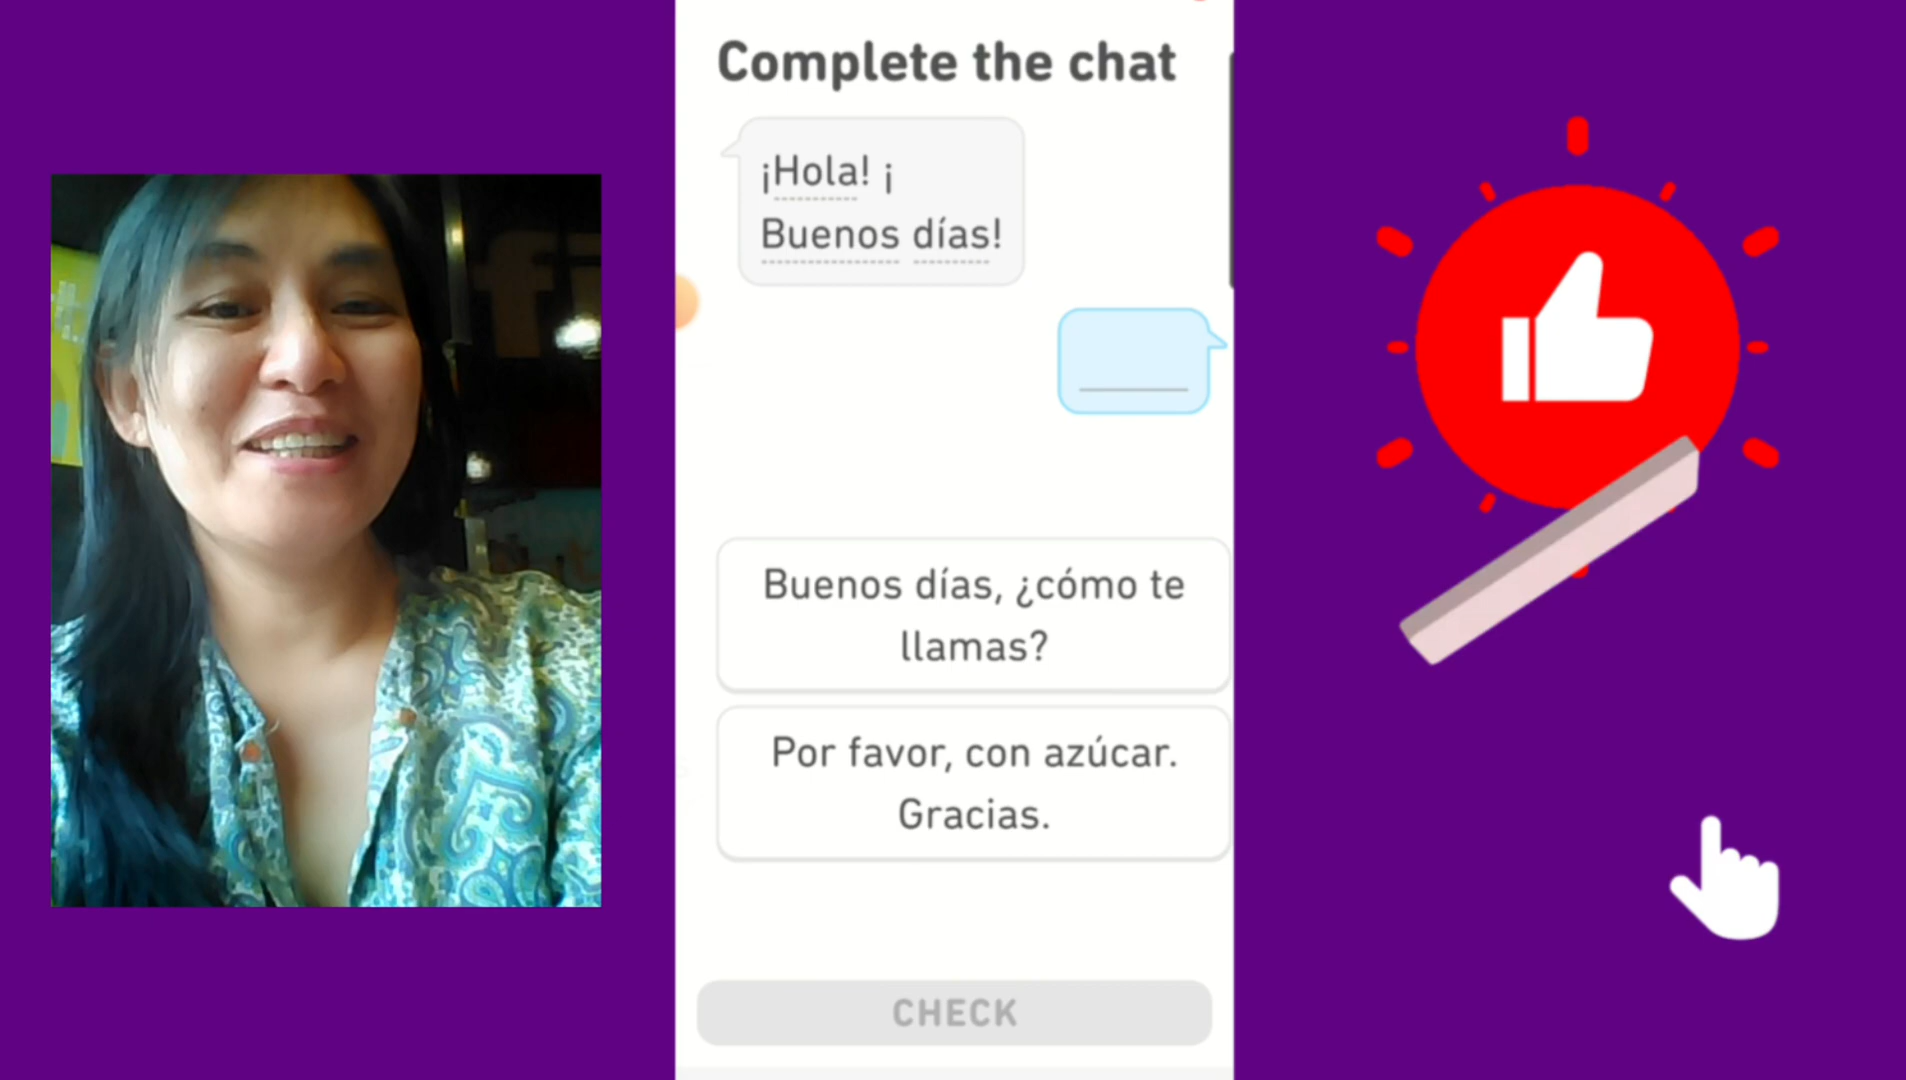 Complete the chat
¡Hola! ¡
Buenos días!
Buenos días, ¿cómo te
llamas?
Por favor, con azúcar.
Gracias.
CHECK